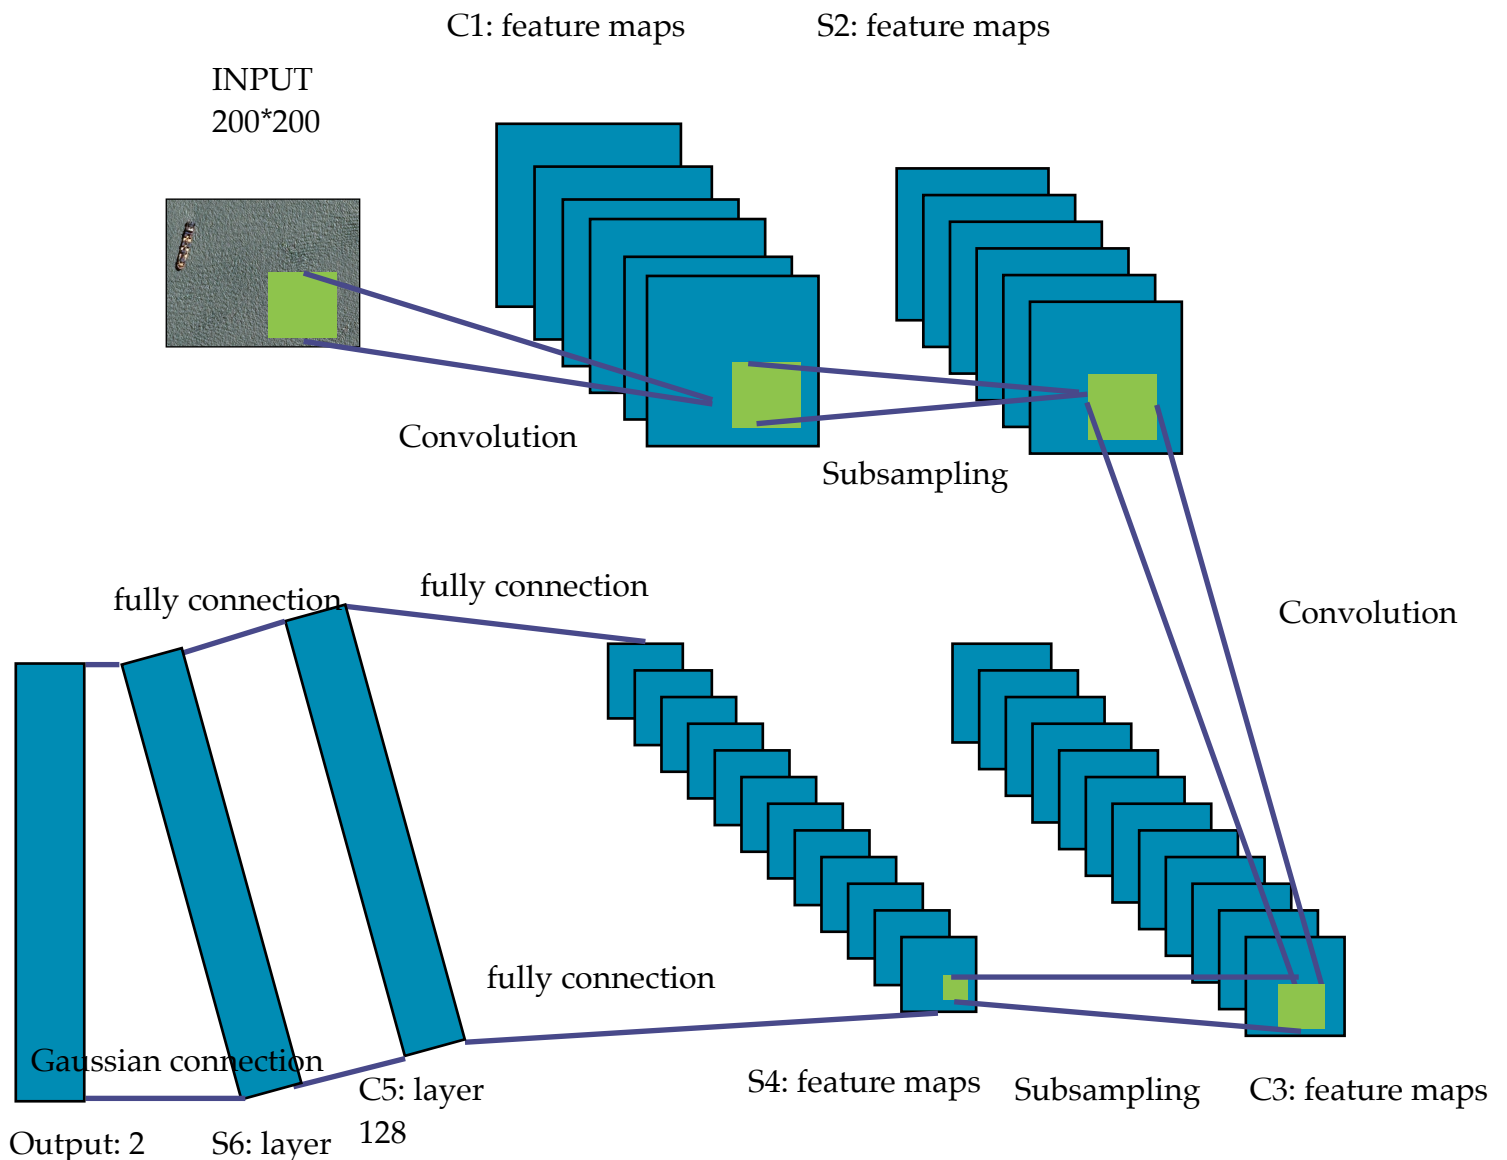 C1: feature maps
S2: feature maps
INPUT
200*200
Convolution
Subsampling
fully connection
fully connection
Convolution
fully connection
Gaussian connection
C5: layer
128
S4: feature maps
Subsampling
C3: feature maps
Output: 2
S6: layer